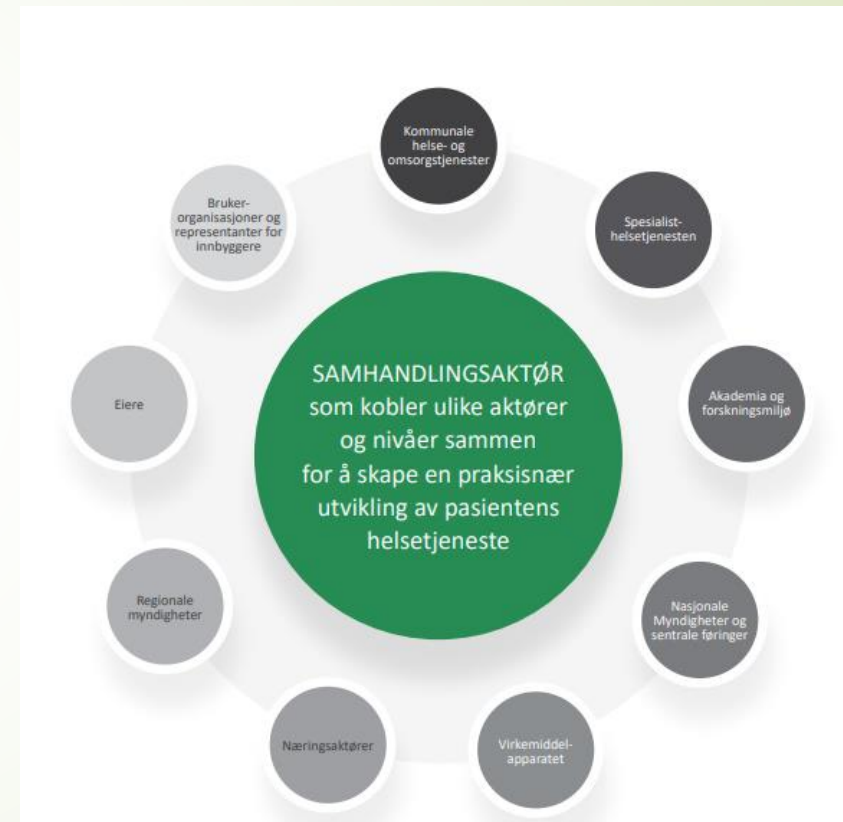 Kommunale
helse- og
omsorgstjenester
Spesialist-
helsetjenesten
Akademia og
forskningsmiljø
Nasjonale
Myndigheter og
sentrale føringer
Virkemiddel-
apparatet
Næringsaktører
Regionale
myndigheter
Eiere
Bruker-
organisasjoner og
representanter for
innbyggere
SAMHANDLINGSAKTØR
som kobler ulike aktører
og nivåer sammen
for å skape en praksisnær
utvikling av pasientens
helsetjeneste